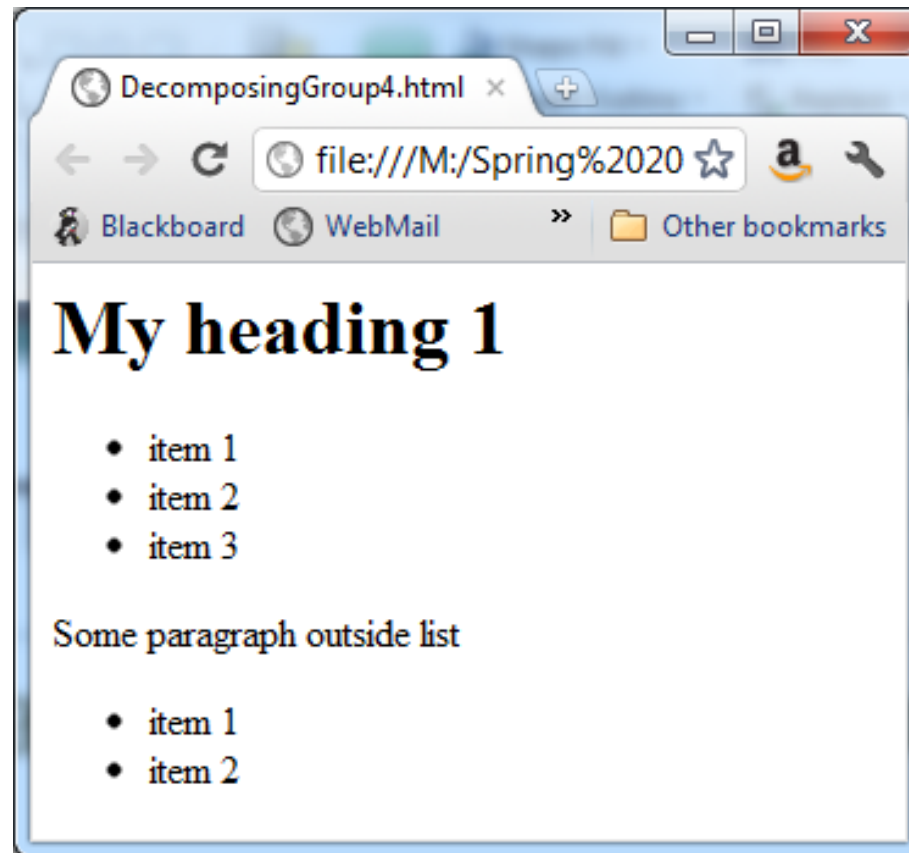 DecomposingGroup4.html
file:///M:/Spring%2020
Blackboard WebMail » Other bookmarks
My heading 1
• item 1
• item 2
• item 3
Some paragraph outside list
• item 1
• item 2